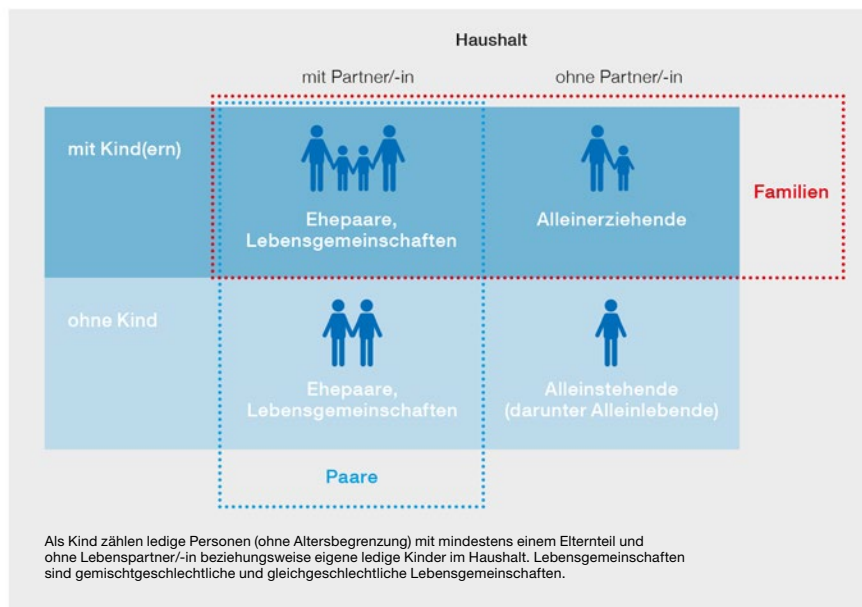 Haushalt
mit Partner/-in
ohne Partner/-in
mit Kind(ern)
Ehepaare,
Lebensgemeinschaften
Alleinerziehende
Familien
ohne Kind
Ehepaare,
Lebensgemeinschaften
Alleinstehende
(darunter Alleinlebende)
Paare
Als Kind zählen ledige Personen (ohne Altersbegrenzung) mit mindestens einem Elternteil und
ohne Lebenspartner/-in beziehungsweise eigene ledige Kinder im Haushalt. Lebensgemeinschaften
sind gemischtgeschlechtliche und gleichgeschlechtliche Lebensgemeinschaften.